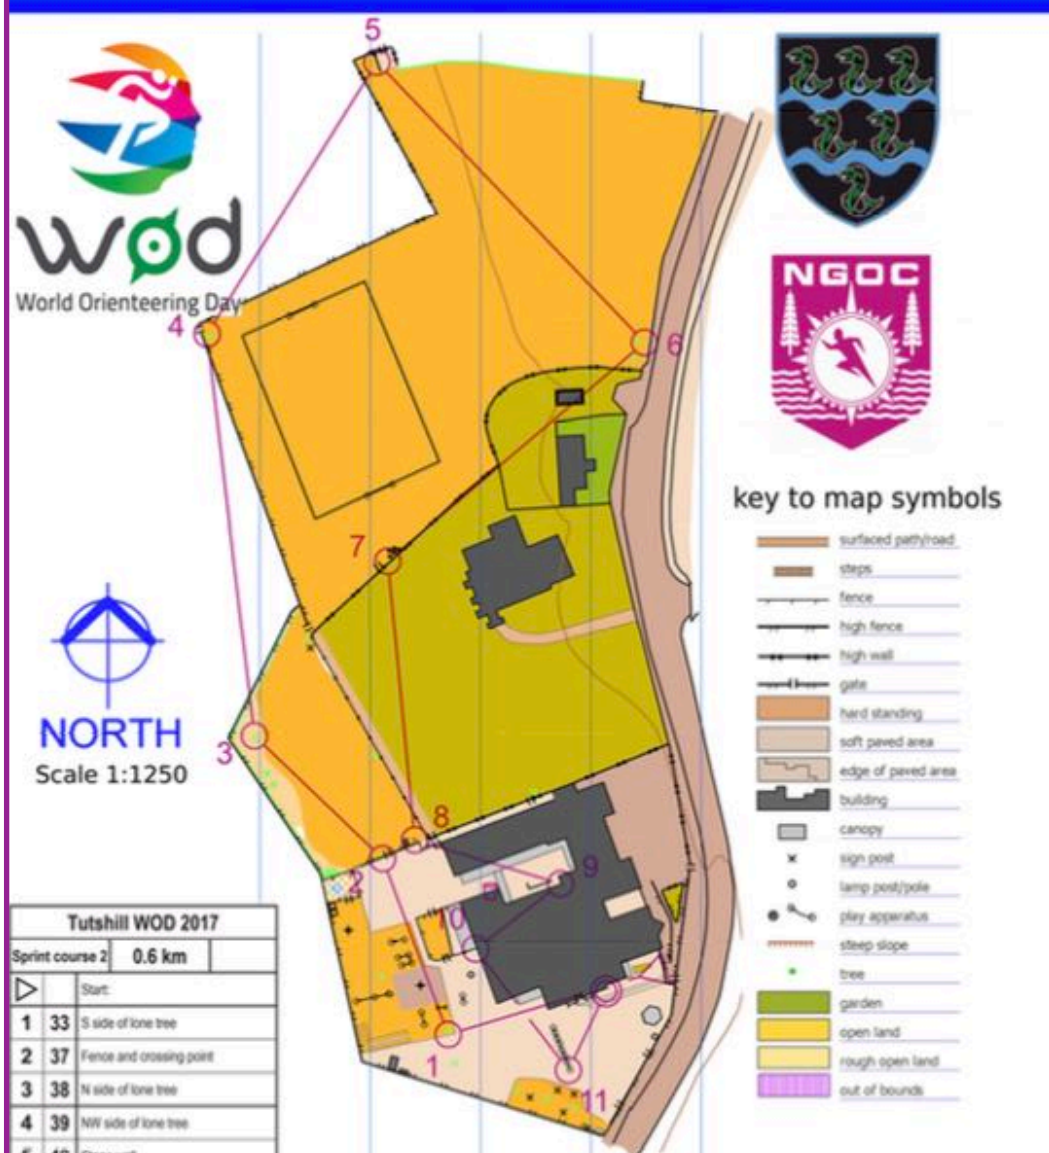 5
wod
World Orienteering Day
NGOC
4
6
key to map symbols
surfaced path/road
steps
fence
high fence
high wall
gate
hard standing
soft paved area
edge of paved area
building
canopy
sign post
lamp post/pole
play apparatus
steep slope
tree
garden
open land
rough open land
out of bounds
7
NORTH
Scale 1:1250
3
8
2
9
10
1
11
Tutshill WOD 2017
Sprint course 2 0.6 km
Start:
1 33 S side of lone tree
2 37 Fence and crossing point
3 38 N side of lone tree
4 39 NW side of lone tree